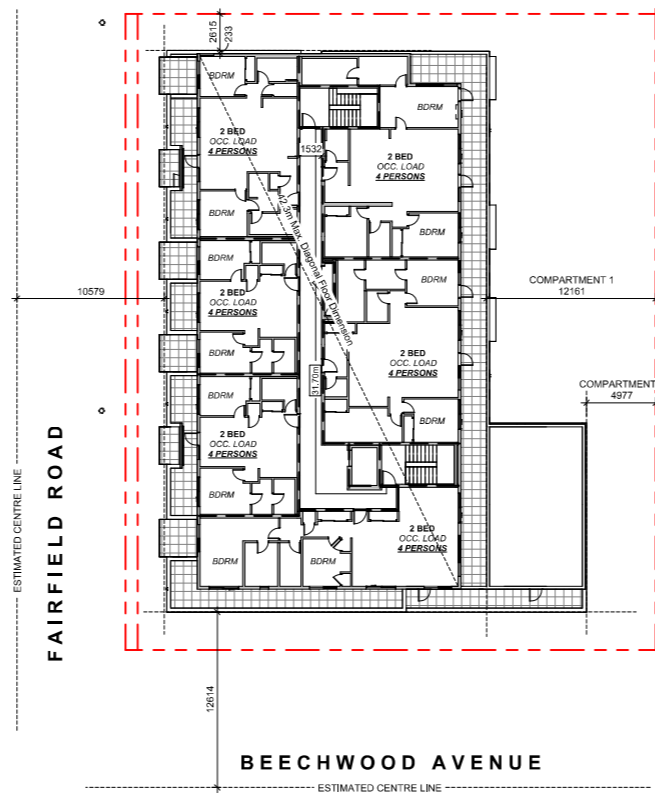 2615
233
BDRM
BDRM
2 BED
OCC. LOAD
4 PERSONS
1532
2 BED
OCC. LOAD
4 PERSONS
BDRM
BDRM
2.3m Max. Diagonal Floor Dimension
BDRM
BDRM
COMPARTMENT 1
12161
10579
2 BED
OCC. LOAD
4 PERSONS
BDRM
2 BED
OCC. LOAD
4 PERSONS
31.70m
COMPARTMENT
4977
BDRM
BDRM
2 BED
OCC. LOAD
4 PERSONS
BDRM
2 BED
OCC. LOAD
4 PERSONS
BDRM
BDRM
FAIRFIELD ROAD
ESTIMATED CENTRE LINE
12614
BEECHWOOD AVENUE
ESTIMATED CENTRE LINE